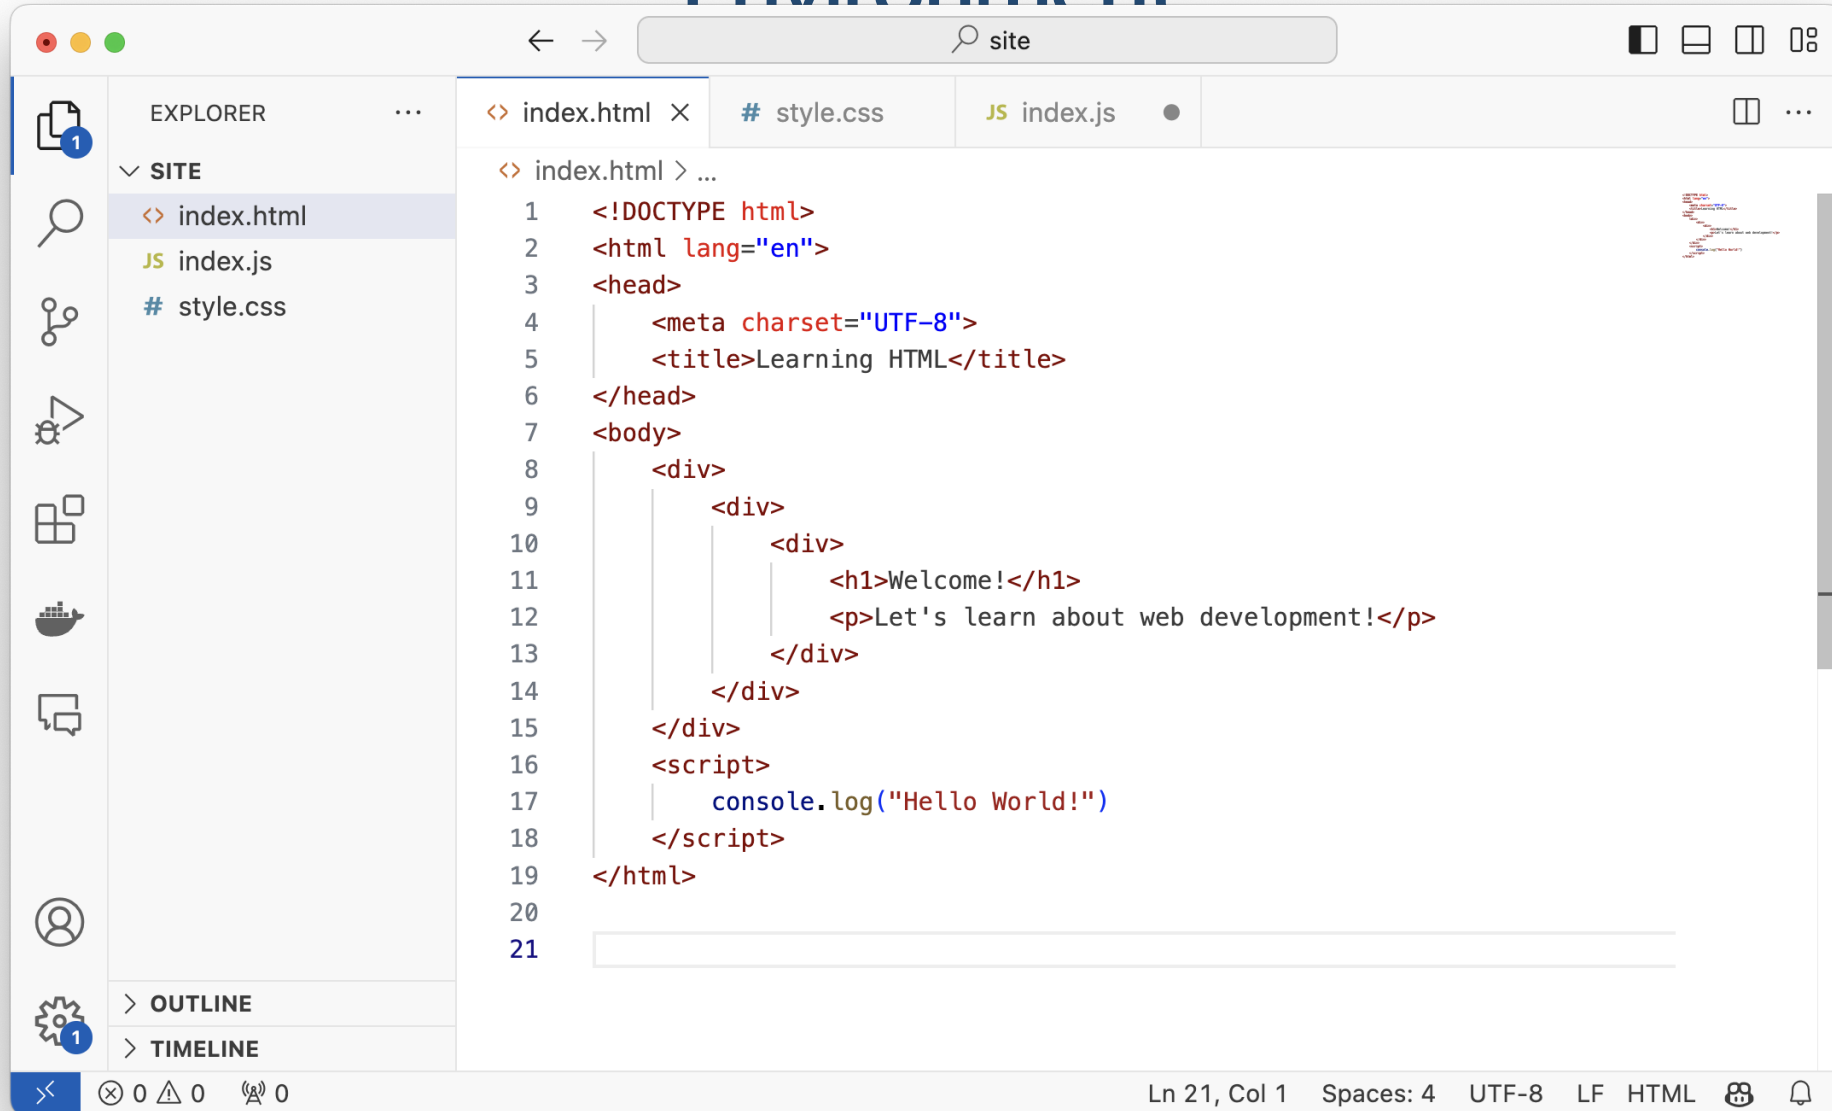 site
EXPLORER
SITE
index.html
index.js
style.css
OUTLINE
TIMELINE
1
1
index.html
# style.css
JS index.js
index.html > ...
1 <!DOCTYPE html>
2 <html lang="en">
3 <head>
4     <meta charset="UTF-8">
5     <title>Learning HTML</title>
6 </head>
7 <body>
8     <div>
9         <div>
10             <div>
11                 <h1>Welcome!</h1>
12                 <p>Let's learn about web development!</p>
13             </div>
14         </div>
15     </div>
16     <script>
17         console.log("Hello World!")
18     </script>
19 </html>
20
21
0 0 0
Ln 21, Col 1 Spaces: 4 UTF-8 LF HTML